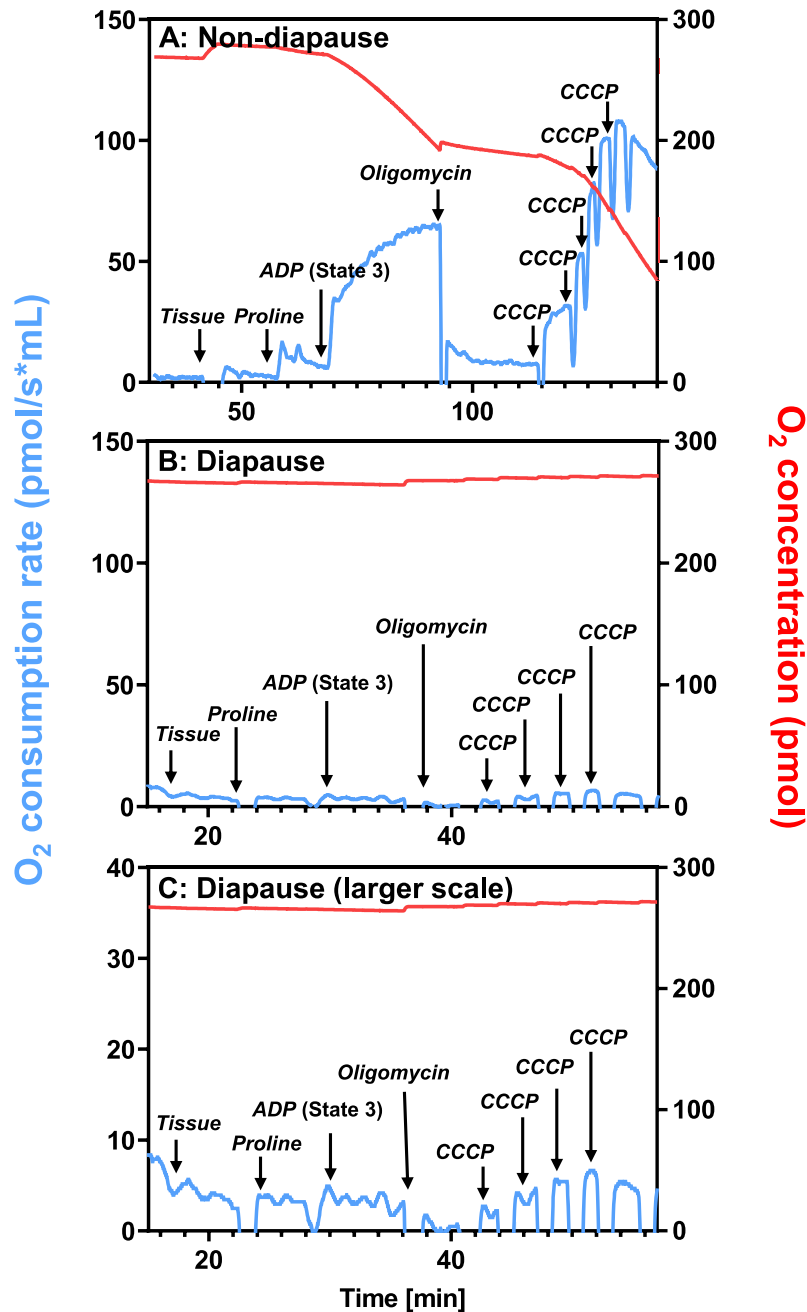 O2 consumption rate (pmol/s*mL)
O2 concentration (pmol)
A: Non-diapause
150
100
50
0
300
200
100
0
50
100
Tissue
Proline
ADP (State 3)
Oligomycin
CCCP
CCCP
CCCP
CCCP
CCCP
B: Diapause
150
100
50
0
300
200
100
0
20
40
Tissue
Proline
ADP (State 3)
Oligomycin
CCCP
CCCP
CCCP
CCCP
C: Diapause (larger scale)
40
30
20
10
0
300
200
100
0
20
40
Tissue
Proline
ADP (State 3)
Oligomycin
CCCP
CCCP
CCCP
CCCP
Time [min]